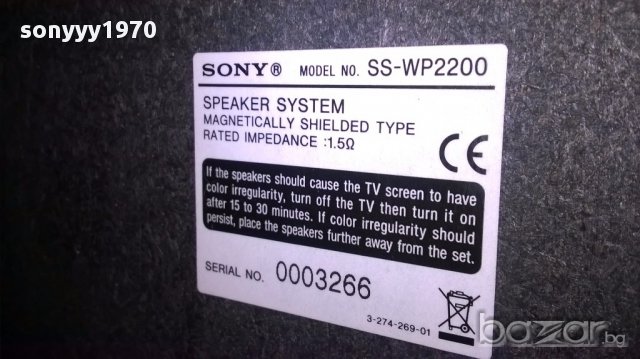 sonyyy1970
SONY® MODEL NO. SS-WP2200
SPEAKER SYSTEM
MAGNETICALLY SHIELDED TYPE
RATED IMPEDANCE :1.5Ω
CE
If the speakers should cause the TV screen to have
color irregularity, turn off the TV then turn it on
after 15 to 30 minutes. If color irregularity should
persist, place the speakers further away from the set.
SERIAL NO. 0003266
3-274-269-01
bazar.bg